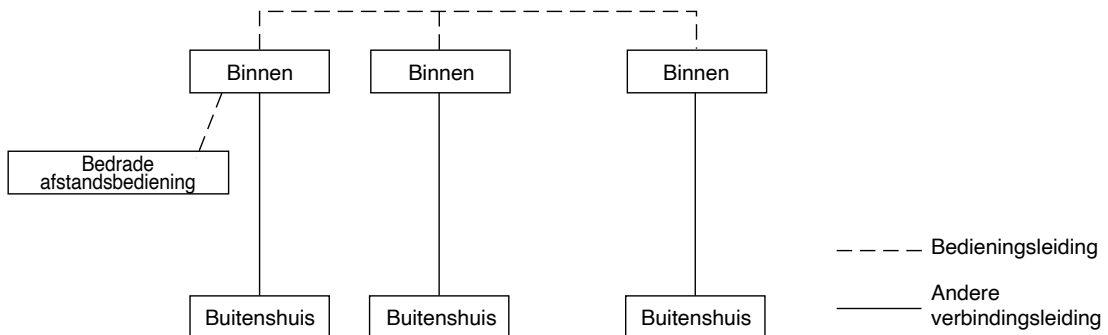 Binnen
Binnen
Binnen
Bedrade
afstandsbediening
Bedieningsleiding
Andere
verbindingsleiding
Buitenshuis
Buitenshuis
Buitenshuis